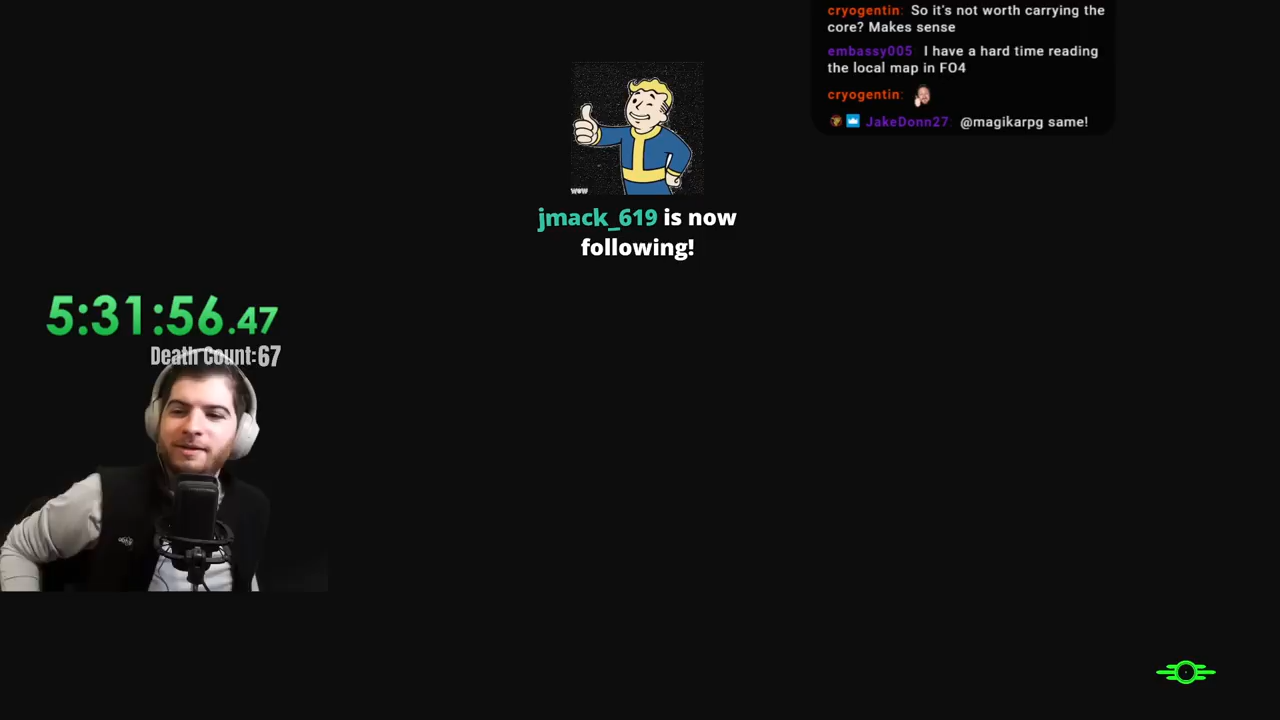 cryogentin: So it's not worth carrying the
core? Makes sense
embassy005 I have a hard time reading
the local map in FO4
cryogentin:
JakeDonn27: @magikarpg same!
wow
jmack_619 is now
following!
5:31:56.47
Death Count:67